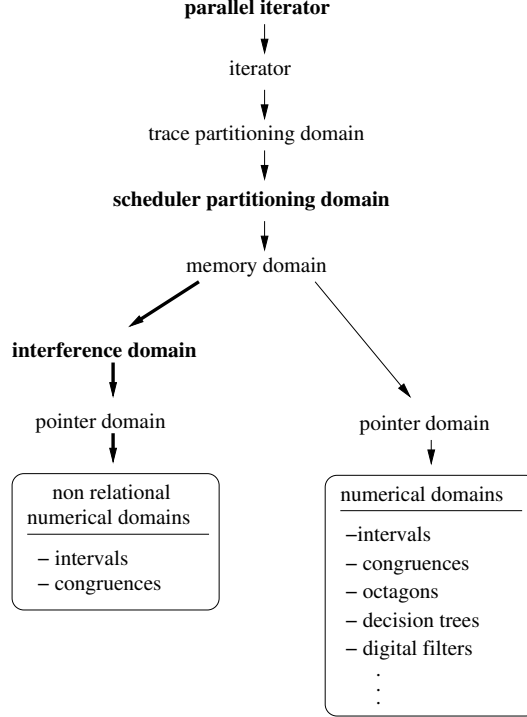 parallel iterator
iterator
trace partitioning domain
scheduler partitioning domain
memory domain
interference domain
pointer domain
non relational
numerical domains
– intervals
– congruences
pointer domain
numerical domains
–intervals
– congruences
– octagons
– decision trees
– digital filters
.
.
.